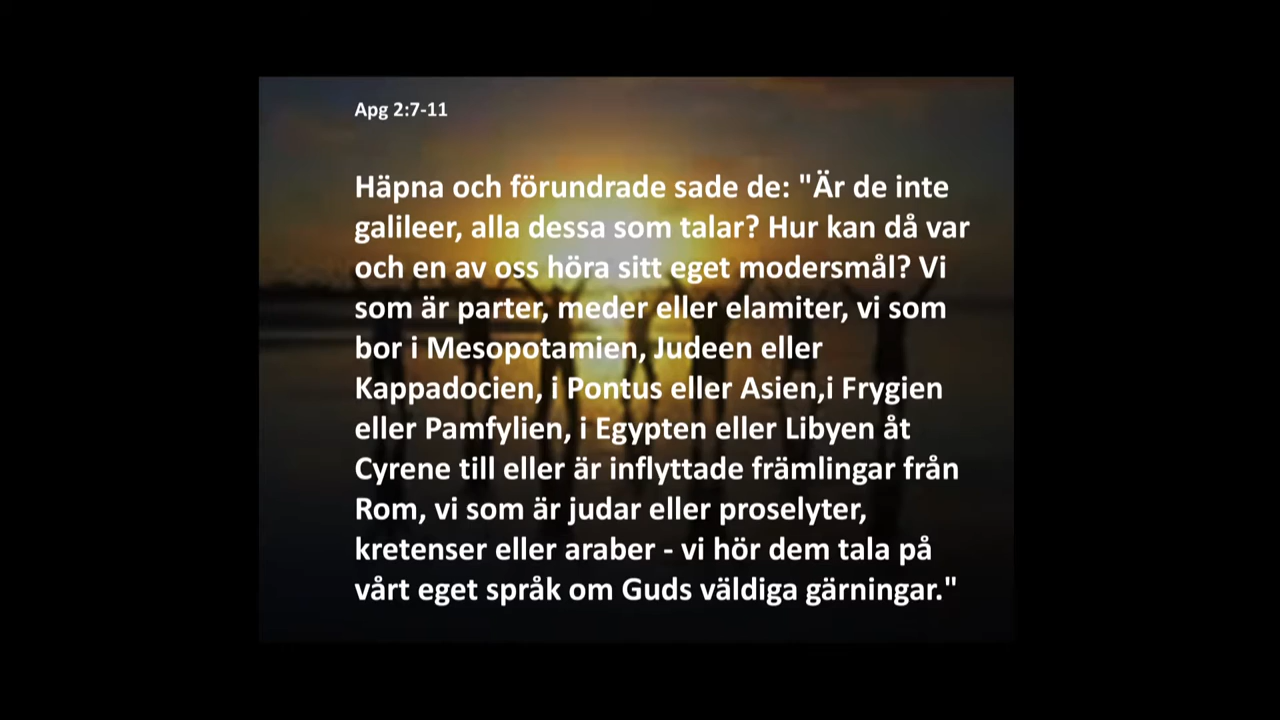 Apg 2:7-11
Häpna och förundrade sade de: "Är de inte
galileer, alla dessa som talar? Hur kan då var
och en av oss höra sitt eget modersmål? Vi
som är parter, meder eller elamiter, vi som
bor i Mesopotamien, Judeen eller
Kappadocien, i Pontus eller Asien,i Frygien
eller Pamfylien, i Egypten eller Libyen åt
Cyrene till eller är inflyttade främlingar från
Rom, vi som är judar eller proselyter,
kretenser eller araber - vi hör dem tala på
vårt eget språk om Guds väldiga gärningar."